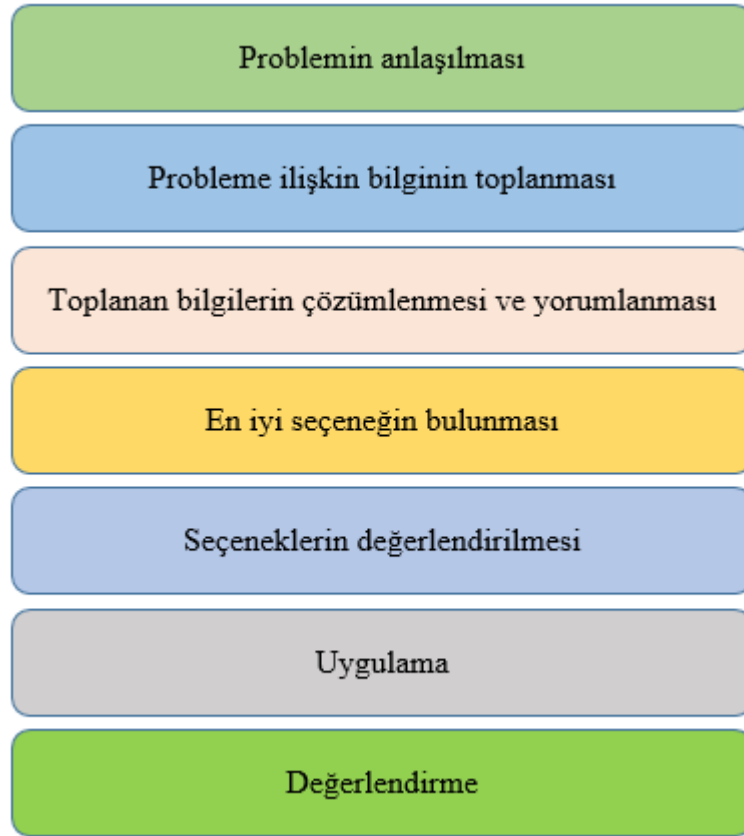 Problemin anlaşılması
Probleme ilişkin bilginin toplanması
Toplanan bilgilerin çözümlenmesi ve yorumlanması
En iyi seçeneğin bulunması
Seçeneklerin değerlendirilmesi
Uygulama
Değerlendirme